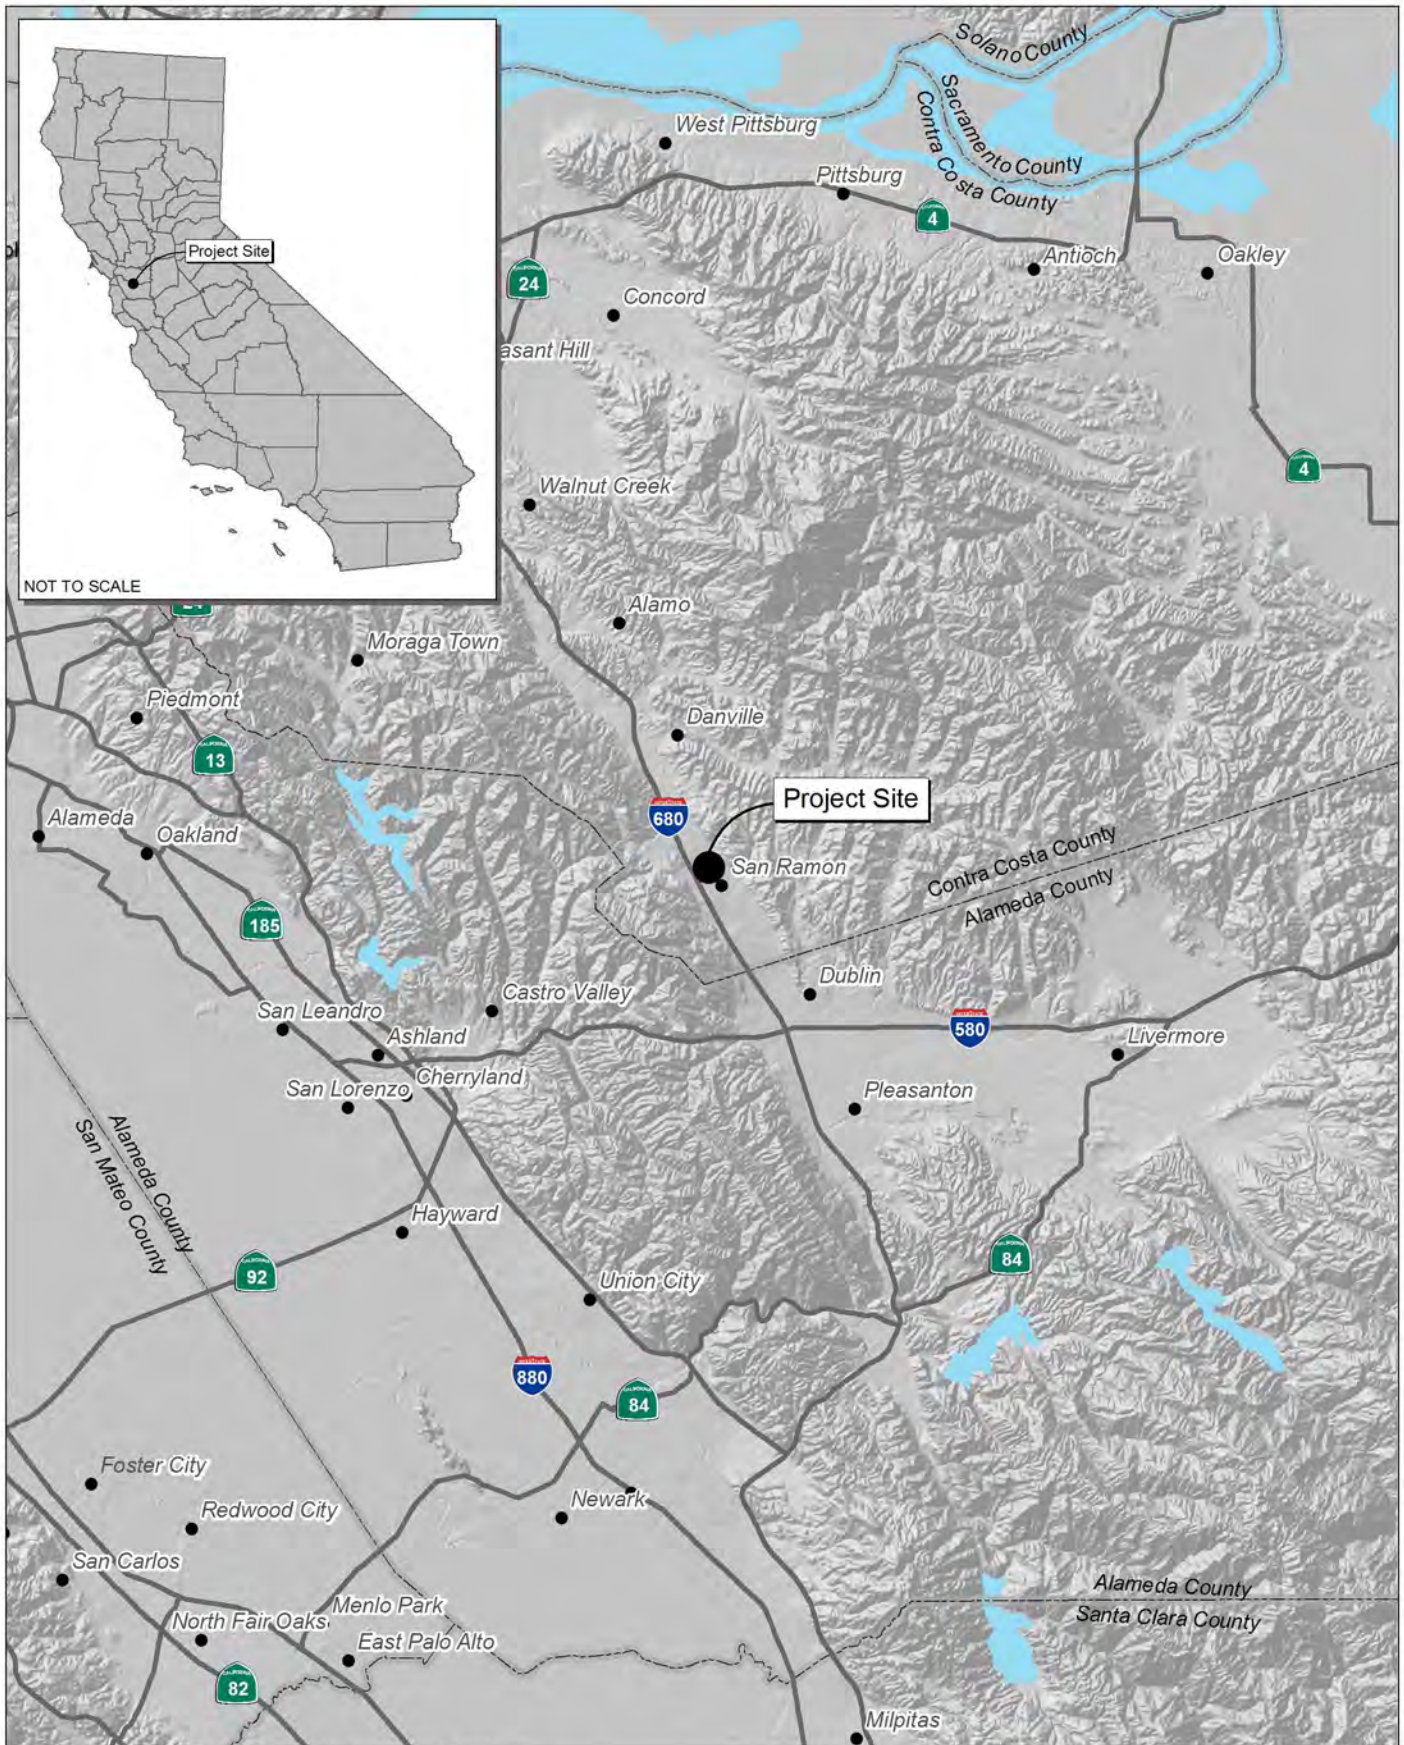 Solano County
Sacramento County
Contra Costa County
West Pittsburg
Pittsburg
4
Antioch
Oakley
Project Site
24
Concord
asant Hill
4
Walnut Creek
NOT TO SCALE
Alamo
Moraga Town
Piedmont
Danville
13
Project Site
680
Alameda
Oakland
San Ramon
Contra Costa County
Alameda County
185
Dublin
Castro Valley
San Leandro
580
Ashland
Livermore
Cherryland
San Lorenzo
Pleasanton
Alameda County
San Mateo County
Hayward
84
92
Union City
880
84
Foster City
Newark
Redwood City
San Carlos
Alameda County
Santa Clara County
Menlo Park
North Fair Oaks
East Palo Alto
82
Milpitas